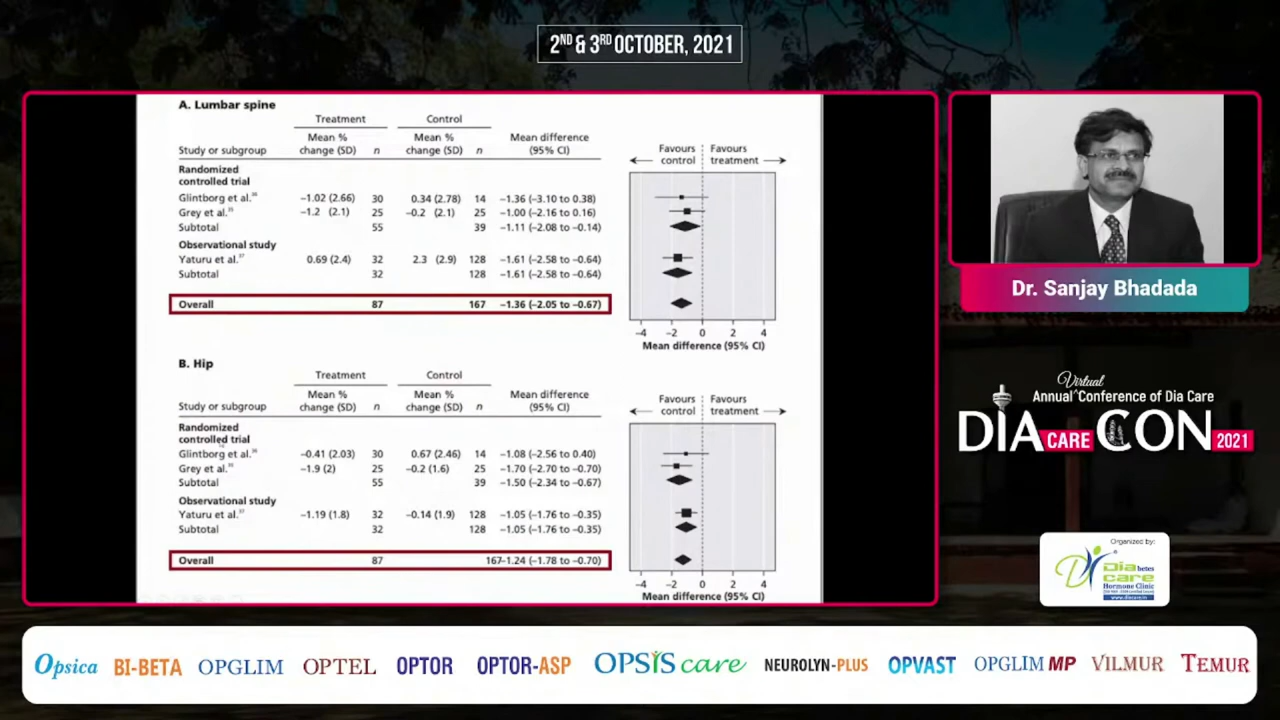 2ND & 3RD OCTOBER, 2021
A. Lumbar spine
Treatment Control
Mean % Mean % Mean difference
Study or subgroup change (SD) n change (SD) n (95% CI)
Favours control Favours treatment
Randomized
controlled trial
Glintborg et al.³⁶ −1.02 (2.66) 30 0.34 (2.78) 14 −1.36 (−3.10 to 0.38)
Grey et al.³⁵ −1.2 (2.1) 25 −0.2 (2.1) 25 −1.00 (−2.16 to 0.16)
Subtotal 55 39 −1.11 (−2.08 to −0.14)
Observational study
Yaturu et al.³⁷ 0.69 (2.4) 32 2.3 (2.9) 128 −1.61 (−2.58 to −0.64)
Subtotal 32 128 −1.61 (−2.58 to −0.64)
Overall 87 167 −1.36 (−2.05 to −0.67)
−4 −2 0 2 4
Mean difference (95% CI)
B. Hip
Treatment Control
Mean % Mean % Mean difference
Study or subgroup change (SD) n change (SD) n (95% CI)
Favours control Favours treatment
Randomized
controlled trial
Glintborg et al.³⁶ −0.41 (2.03) 30 0.67 (2.46) 14 −1.08 (−2.56 to 0.40)
Grey et al.³⁵ −1.9 (2) 25 −0.2 (1.6) 25 −1.70 (−2.70 to −0.70)
Subtotal 55 39 −1.50 (−2.34 to −0.67)
Observational study
Yaturu et al.³⁷ −1.19 (1.8) 32 −0.14 (1.9) 128 −1.05 (−1.76 to −0.35)
Subtotal 32 128 −1.05 (−1.76 to −0.35)
Overall 87 167−1.24 (−1.78 to −0.70)
−4 −2 0 2 4
Mean difference (95% CI)
Dr. Sanjay Bhadada
Virtual
Annual^Conference of Dia Care
DIA CARE CON 2021
Organized by:
Diabetes
care
Hormone Clinic
www.diacare.in
Opsica BI-BETA OPGLIM OPTEL OPTOR OPTOR-ASP OPSIS care NEUROLYN-PLUS OPVAST OPGLIM MP VILMUR TEMUR